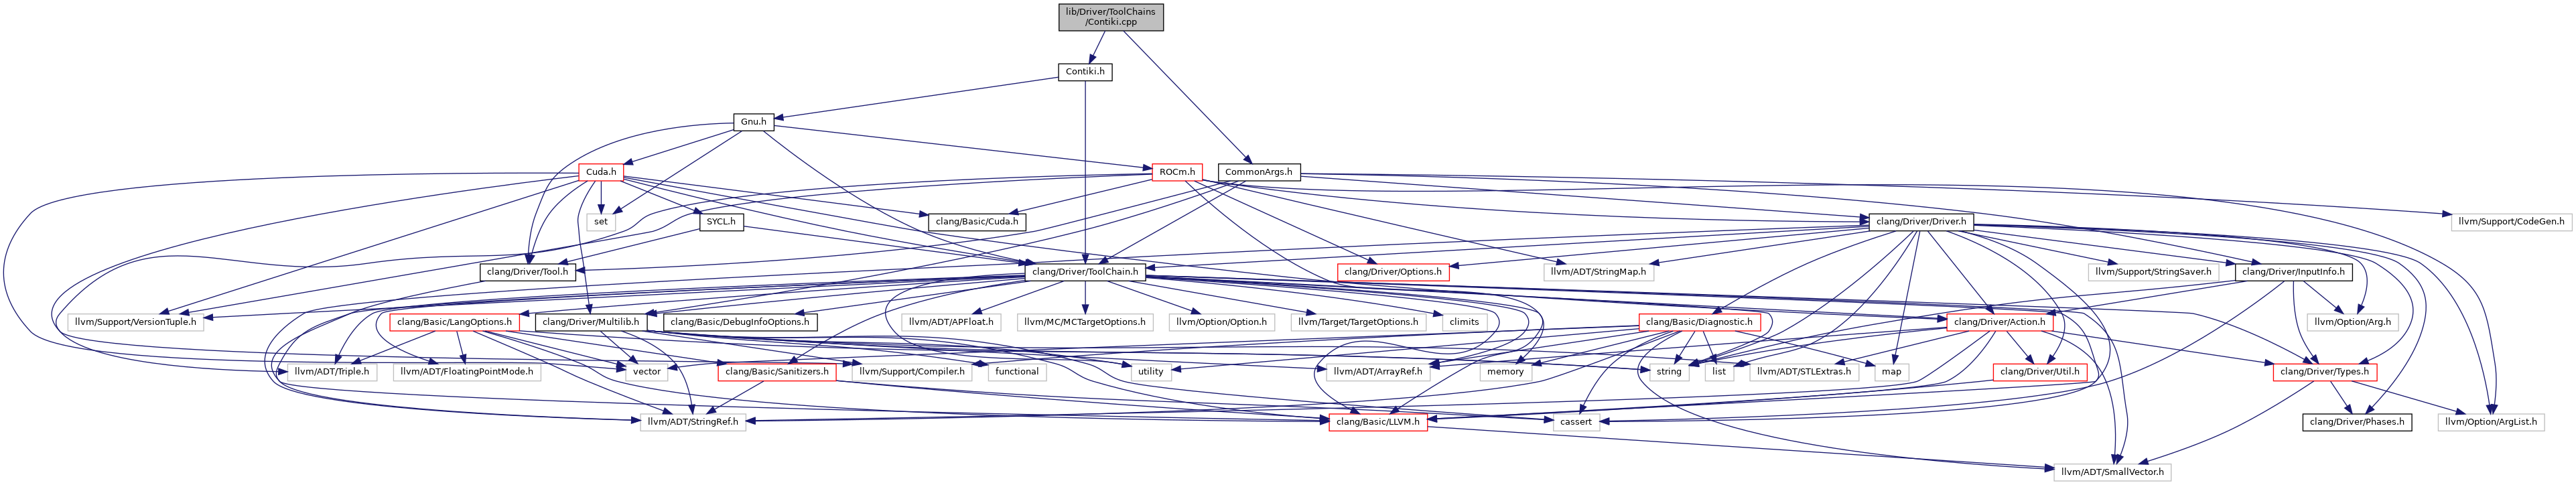 lib/Driver/ToolChains
/Contiki.cpp
Contiki.h
Gnu.h
Cuda.h
ROCm.h
CommonArgs.h
set
SYCL.h
clang/Basic/Cuda.h
clang/Driver/Driver.h
llvm/Support/CodeGen.h
clang/Driver/Tool.h
clang/Driver/ToolChain.h
clang/Driver/Options.h
llvm/ADT/StringMap.h
llvm/Support/StringSaver.h
clang/Driver/InputInfo.h
llvm/Support/VersionTuple.h
clang/Basic/LangOptions.h
clang/Driver/Multilib.h
clang/Basic/DebugInfoOptions.h
llvm/ADT/APFloat.h
llvm/MC/MCTargetOptions.h
llvm/Option/Option.h
llvm/Target/TargetOptions.h
climits
clang/Basic/Diagnostic.h
clang/Driver/Action.h
llvm/Option/Arg.h
llvm/ADT/Triple.h
llvm/ADT/FloatingPointMode.h
vector
clang/Basic/Sanitizers.h
llvm/Support/Compiler.h
functional
utility
llvm/ADT/ArrayRef.h
memory
string
list
llvm/ADT/STLExtras.h
map
clang/Driver/Util.h
clang/Driver/Types.h
llvm/ADT/StringRef.h
clang/Basic/LLVM.h
cassert
clang/Driver/Phases.h
llvm/Option/ArgList.h
llvm/ADT/SmallVector.h